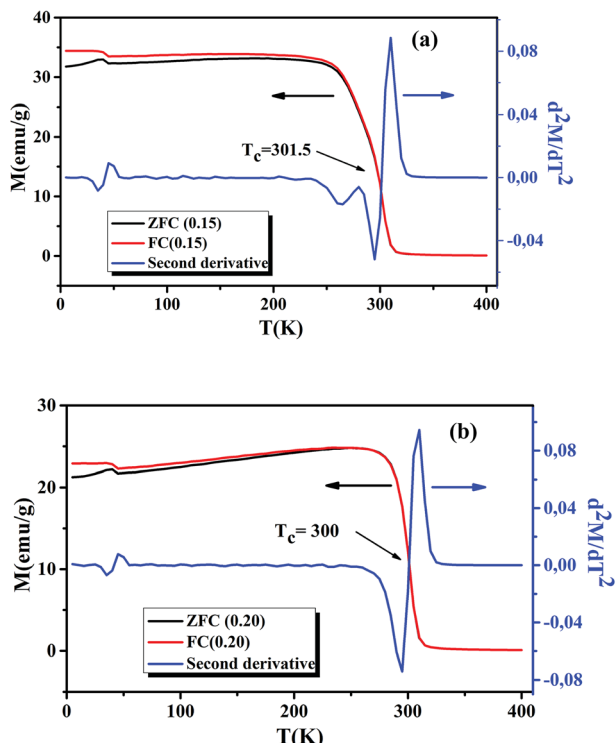 (a)
40
30
20
10
0
M(emu/g)
0,08
0,04
0,00
-0,04
d²M/dT²
T_c=301.5
ZFC (0.15)
FC(0.15)
Second derivative
0 100 200 300 400
T(K)
(b)
30
20
10
0
M(emu/g)
0,08
0,04
0,00
-0,04
-0,08
d²M/dT²
T_c= 300
ZFC (0.20)
FC(0.20)
Second derivative
0 100 200 300 400
T(K)